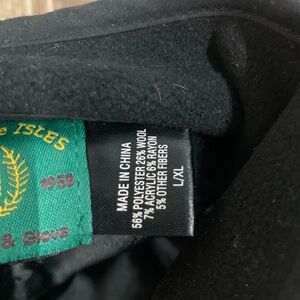 ISLES
1958
& Glove
MADE IN CHINA
56% POLYESTER 26% WOOL
7% ACRYLIC 6% RAYON
5% OTHER FIBERS
L/XL